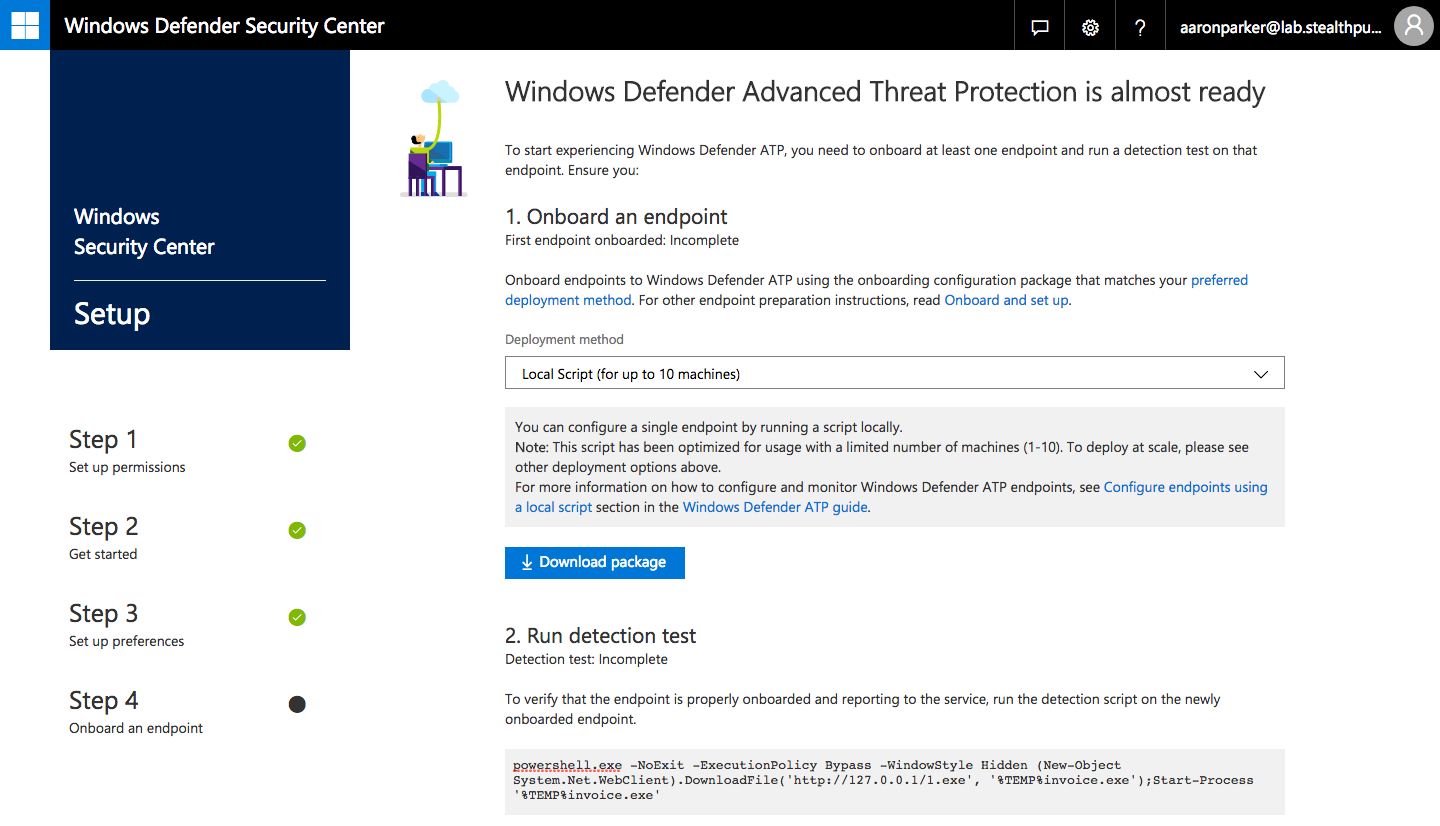 Windows Defender Security Center
?
aaronparker@lab.stealthpu...
Windows
Security Center
Setup
Step 1
Set up permissions
Step 2
Get started
Step 3
Set up preferences
Step 4
Onboard an endpoint
Windows Defender Advanced Threat Protection is almost ready
To start experiencing Windows Defender ATP, you need to onboard at least one endpoint and run a detection test on that
endpoint. Ensure you:
1. Onboard an endpoint
First endpoint onboarded: Incomplete
Onboard endpoints to Windows Defender ATP using the onboarding configuration package that matches your preferred
deployment method. For other endpoint preparation instructions, read Onboard and set up.
Deployment method
Local Script (for up to 10 machines)
You can configure a single endpoint by running a script locally.
Note: This script has been optimized for usage with a limited number of machines (1-10). To deploy at scale, please see
other deployment options above.
For more information on how to configure and monitor Windows Defender ATP endpoints, see Configure endpoints using
a local script section in the Windows Defender ATP guide.
Download package
2. Run detection test
Detection test: Incomplete
To verify that the endpoint is properly onboarded and reporting to the service, run the detection script on the newly
onboarded endpoint.
powershell.exe -NoExit -ExecutionPolicy Bypass -WindowStyle Hidden (New-Object
System.Net.WebClient).DownloadFile('http://127.0.0.1/1.exe', '%TEMP%invoice.exe');Start-Process
'%TEMP%invoice.exe'